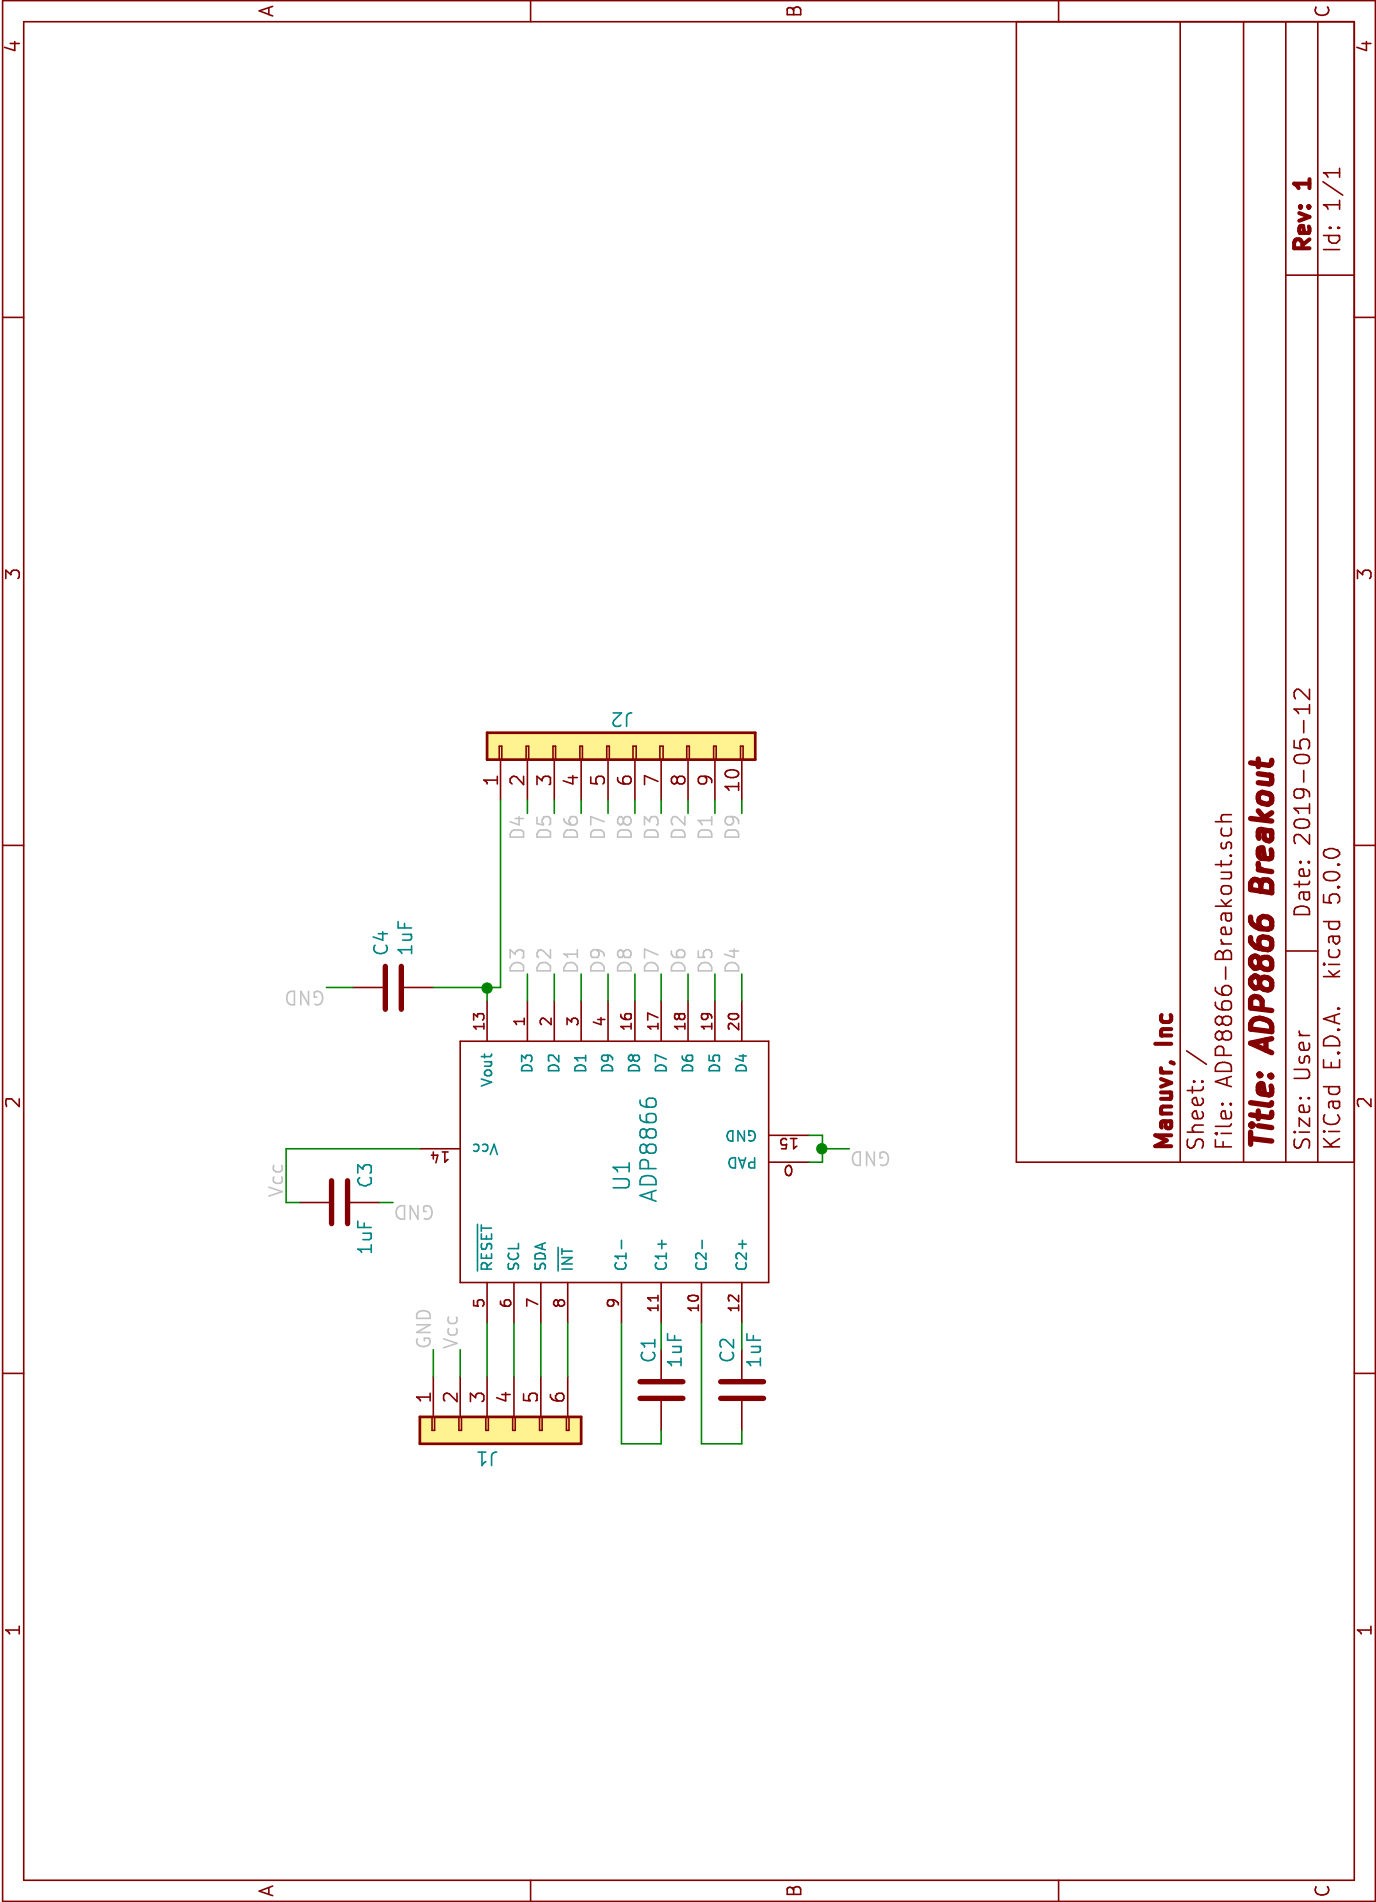 1
2
3
4
1
2
3
4
A
B
C
A
B
C
J1
1
2
3
4
5
6
GND
Vcc
Vcc
C3
1uF
GND
GND
C4
1uF
U1
ADP8866
RESET
5
SCL
6
SDA
7
INT
8
C1-
9
C1+
11
C2-
10
C2+
12
Vcc
14
GND
15
PAD
0
GND
Vout
13
D3
1
D3
D2
2
D2
D1
3
D1
D9
4
D9
D8
16
D8
D7
17
D7
D6
18
D6
D5
19
D5
D4
20
D4
C1
1uF
C2
1uF
J2
1
D4
2
D5
3
D6
4
D7
5
D8
6
D3
7
D2
8
D1
9
D9
10
Manuvr, Inc
Sheet: /
File: ADP8866-Breakout.sch
Title: ADP8866 Breakout
Size: User
Date: 2019-05-12
Rev: 1
KiCad E.D.A.  kicad 5.0.0
Id: 1/1